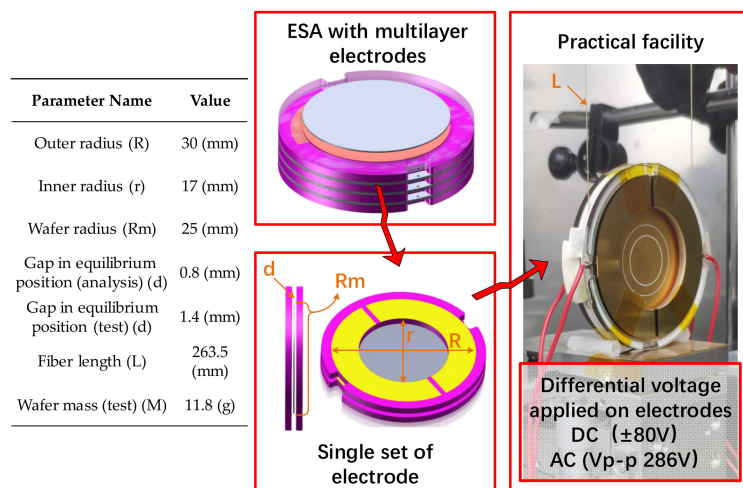 Parameter Name Value
Outer radius (R) 30 (mm)
Inner radius (r) 17 (mm)
Wafer radius (Rm) 25 (mm)
Gap in equilibrium
position (analysis) (d) 0.8 (mm)
Gap in equilibrium
position (test) (d) 1.4 (mm)
Fiber length (L) 263.5
(mm)
Wafer mass (test) (M) 11.8 (g)
ESA with multilayer
electrodes
d
Rm
r
R
Single set of
electrode
Practical facility
L
Differential voltage
applied on electrodes
DC (±80V)
AC (Vp-p 286V)